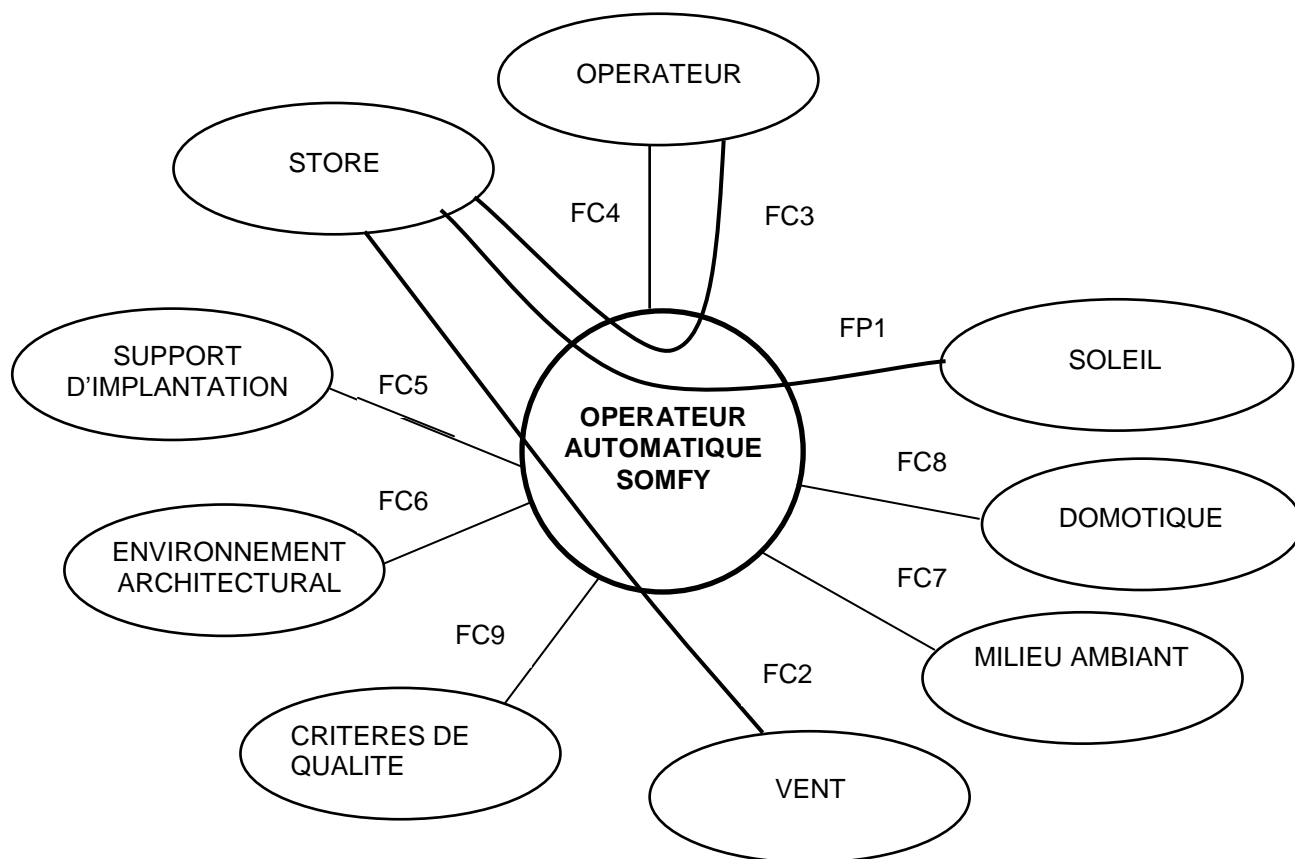 OPERATEUR
STORE
FC4
FC3
FP1
SOLEIL
SUPPORT
D'IMPLANTATION
FC5
OPERATEUR
AUTOMATIQUE
SOMFY
FC8
DOMOTIQUE
FC6
ENVIRONNEMENT
ARCHITECTURAL
FC7
MILIEU AMBIANT
FC9
FC2
CRITERES DE
QUALITE
VENT